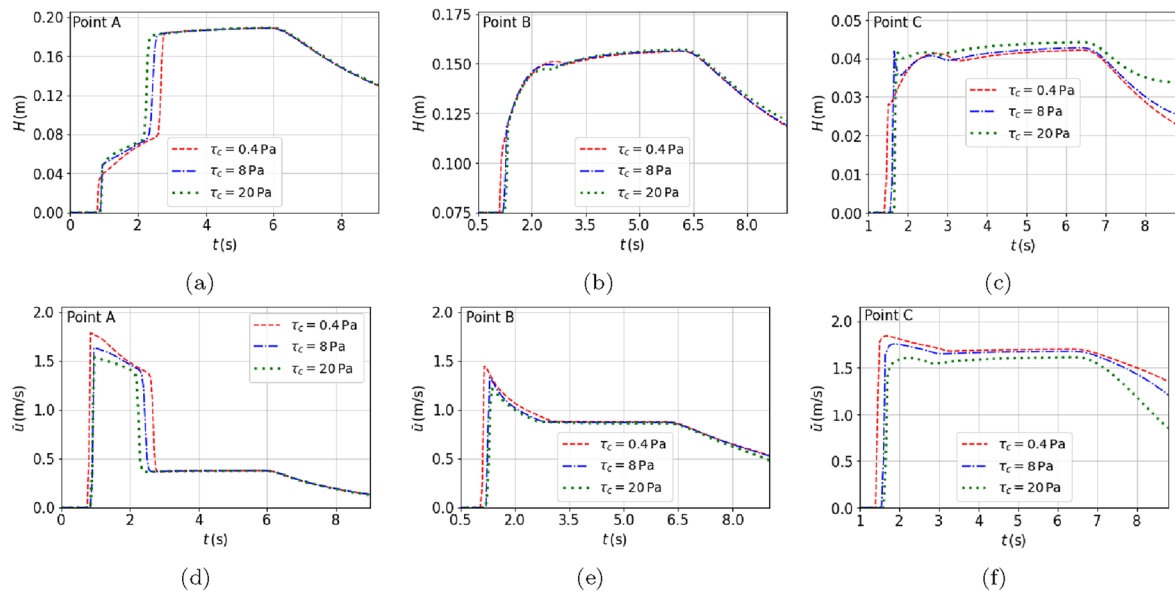 Point A
0.20
0.16
0.12
0.08
0.04
0.00
H (m)
τc = 0.4 Pa
τc = 8 Pa
τc = 20 Pa
0 2 4 6 8
t (s)
(a)
Point B
0.175
0.150
0.125
0.100
0.075
H (m)
τc = 0.4 Pa
τc = 8 Pa
τc = 20 Pa
0.5 2.0 3.5 5.0 6.5 8.0
t (s)
(b)
Point C
0.05
0.04
0.03
0.02
0.01
0.00
H (m)
τc = 0.4 Pa
τc = 8 Pa
τc = 20 Pa
1 2 3 4 5 6 7 8
t (s)
(c)
Point A
2.0
1.5
1.0
0.5
0.0
ū (m/s)
τc = 0.4 Pa
τc = 8 Pa
τc = 20 Pa
0 2 4 6 8
t (s)
(d)
Point B
2.0
1.5
1.0
0.5
0.0
ū (m/s)
τc = 0.4 Pa
τc = 8 Pa
τc = 20 Pa
0.5 2.0 3.5 5.0 6.5 8.0
t (s)
(e)
Point C
2.0
1.5
1.0
0.5
0.0
ū (m/s)
τc = 0.4 Pa
τc = 8 Pa
τc = 20 Pa
1 2 3 4 5 6 7 8
t (s)
(f)